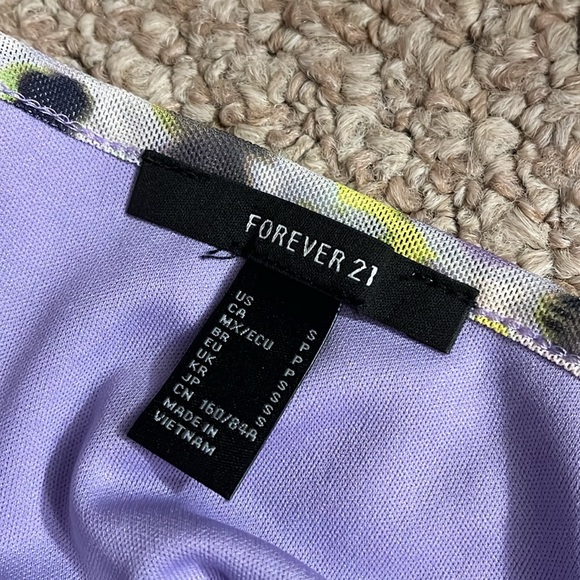 FOREVER 21
US S
CA P
MX/ECU P
BR P
EU S
UK S
KR S
JP S
CN 160/84A
MADE IN
VIETNAM